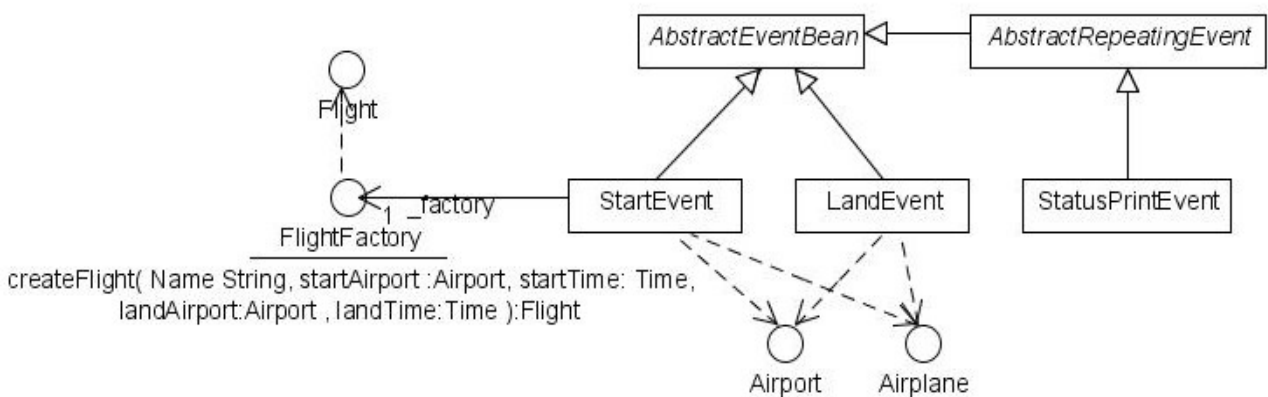 AbstractEventBean
AbstractRepeatingEvent
Flight
StartEvent
LandEvent
StatusPrintEvent
1 _factory
FlightFactory
createFlight( Name String, startAirport :Airport, startTime: Time,
landAirport:Airport , landTime:Time ):Flight
Airport
Airplane